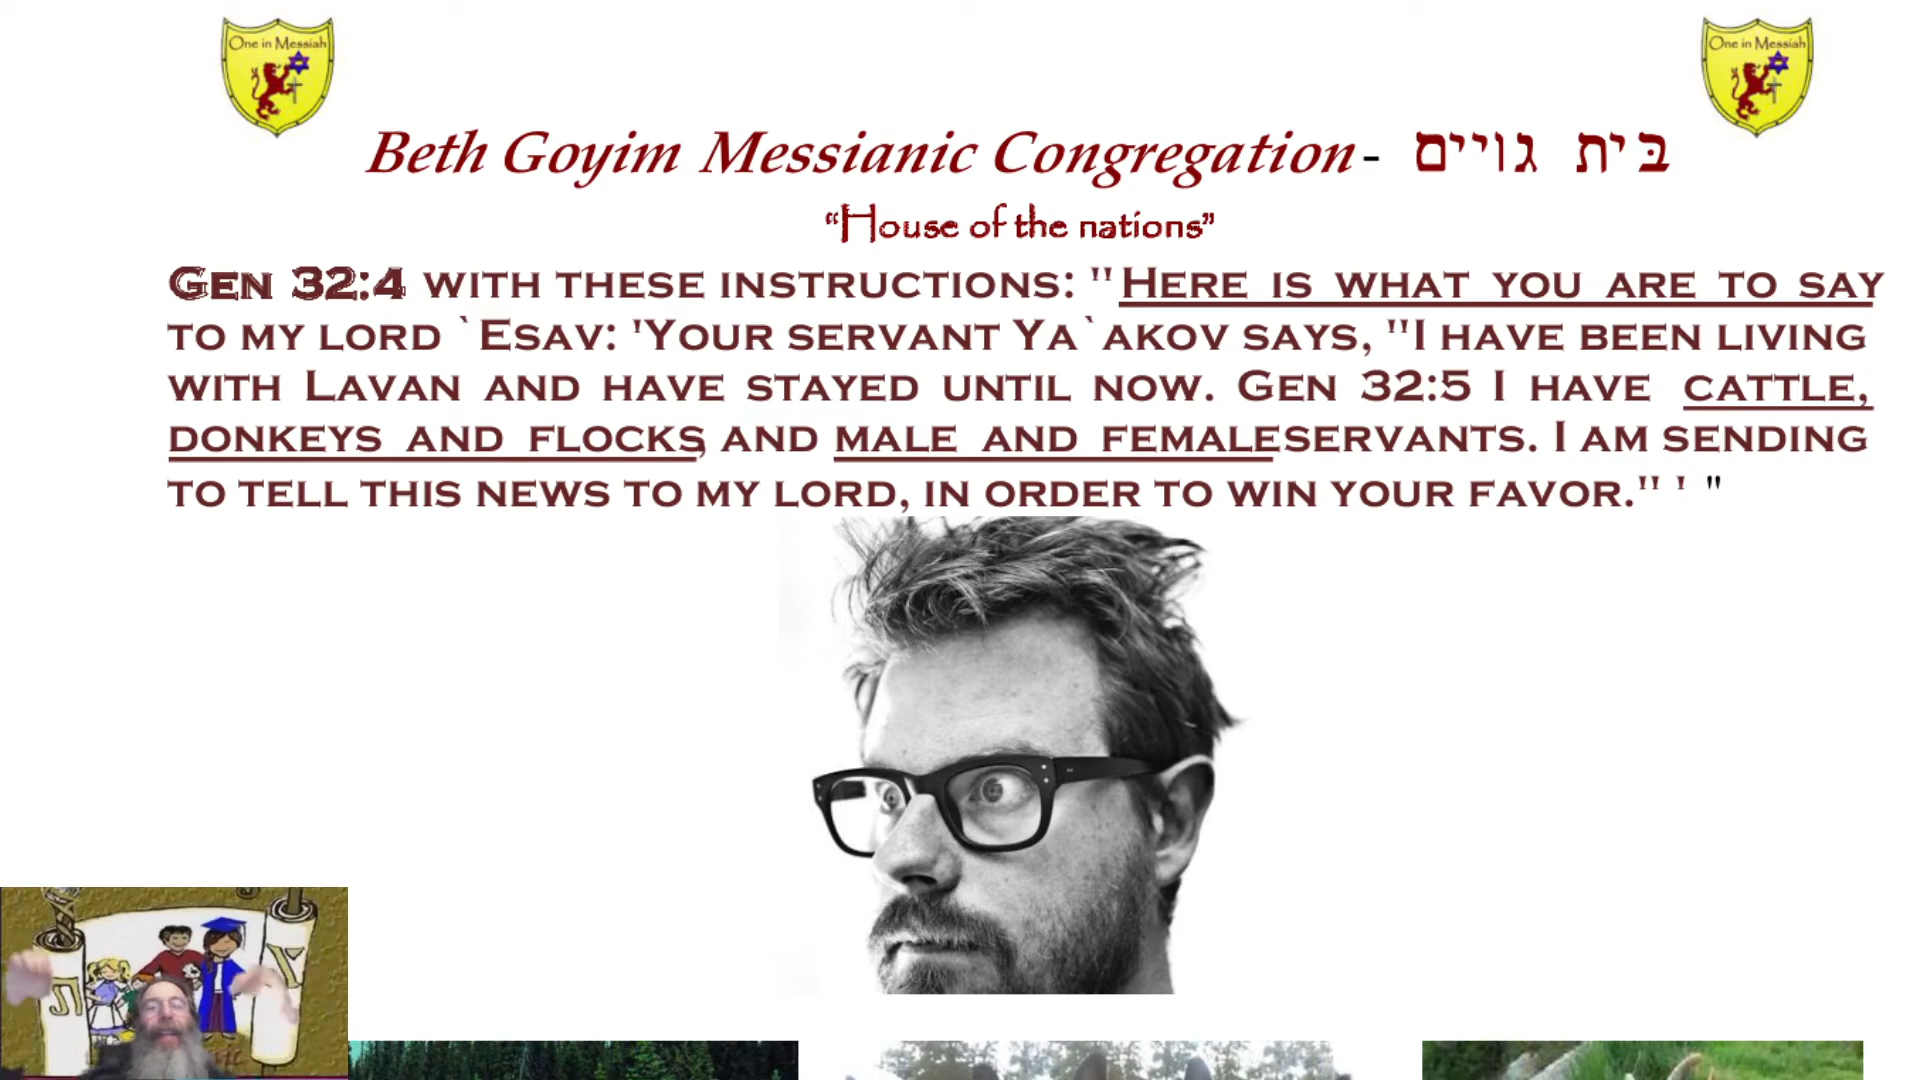 One in Messiah
One in Messiah
Beth Goyim Messianic Congregation - בּית גויים
“House of the nations”
Gen 32:4 with these instructions: "Here is what you are to say
to my lord `Esav: 'Your servant Ya`akov says, "I have been living
with Lavan and have stayed until now. Gen 32:5 I have cattle,
donkeys and flocks, and male and female servants. I am sending
to tell this news to my lord, in order to win your favor." ' "
ת